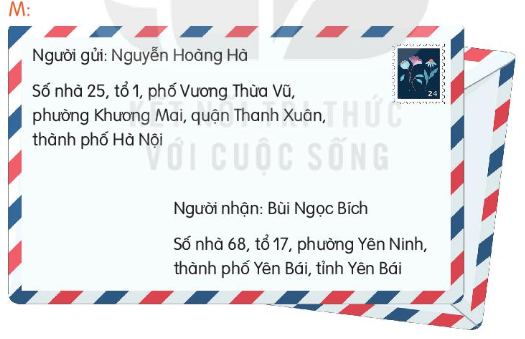 M:
Người gửi: Nguyễn Hoàng Hà
Số nhà 25, tổ 1, phố Vương Thừa Vũ,
phường Khương Mai, quận Thanh Xuân,
thành phố Hà Nội
KẾT NỐI TRI THỨC
VỚI CUỘC SỐNG
24
Người nhận: Bùi Ngọc Bích
Số nhà 68, tổ 17, phường Yên Ninh,
thành phố Yên Bái, tỉnh Yên Bái